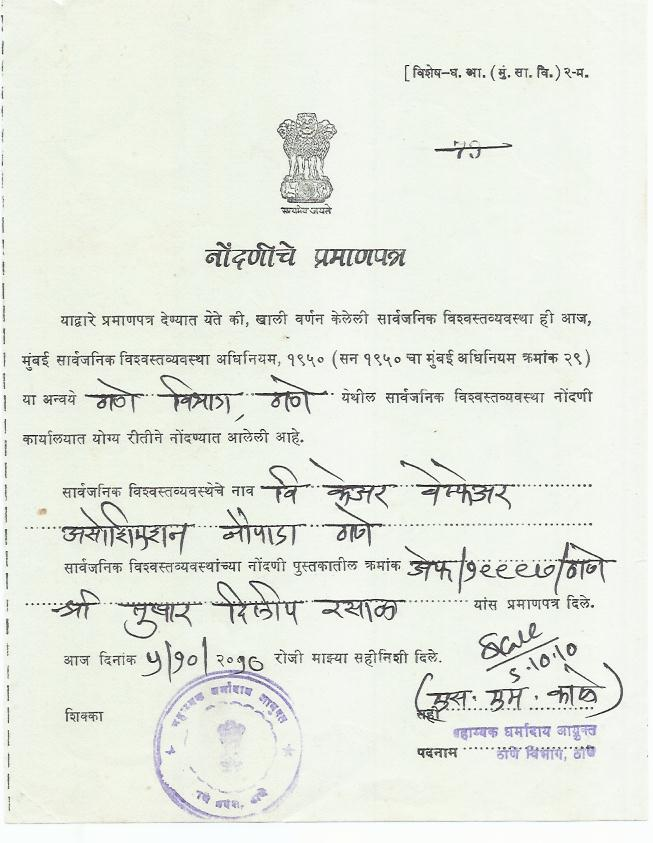 [ विशेष–घ. आ. ( मुं. सा. वि. ) २-म.
सत्यमेव जयते
नोंदणीचे प्रमाणपत्र
याद्वारे प्रमाणपत्र देण्यात येते की, खाली वर्णन केलेली सार्वजनिक विश्वस्तव्यवस्था ही आज,
मुंबई सार्वजनिक विश्वस्तव्यवस्था अधिनियम, १९५० ( सन १९५० चा मुंबई अधिनियम क्रमांक २९ )
या अन्वये ठाणे विभाग, ठाणे येथील सार्वजनिक विश्वस्तव्यवस्था नोंदणी
कार्यालयात योग्य रीतीने नोंदण्यात आलेली आहे.
सार्वजनिक विश्वस्तव्यवस्थेचे नाव वि केअर वेल्फेअर
असोशिएशन नौपाडा ठाणे
सार्वजनिक विश्वस्तव्यवस्थांच्या नोंदणी पुस्तकातील क्रमांक ओफ/१९९९७/ठाणे
श्री तुषार दिलीप रसाळ यांस प्रमाणपत्र दिले.
आज दिनांक ५/१०/२०१० रोजी माझ्या सहीनिशी दिले.
5.10.10
(एस. एम. काळे)
शिक्का
सही
सहाय्यक धर्मादाय आयुक्त
पदनाम ठाणे विभाग, ठाणे
सहाय्यक धर्मादाय आयुक्त